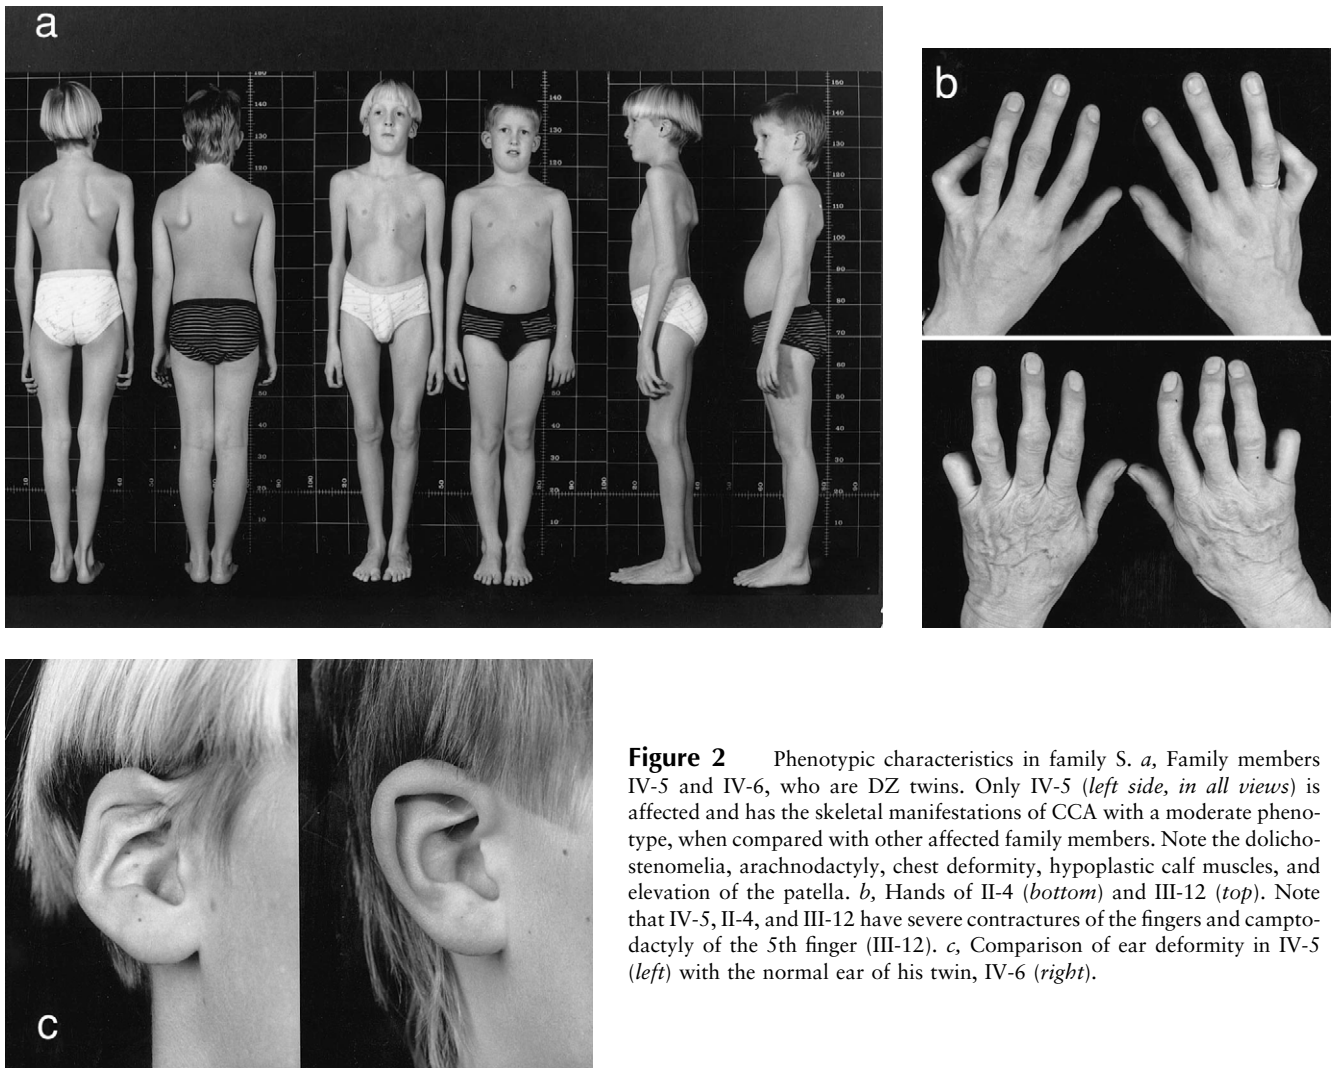 a
b
c
Figure 2 Phenotypic characteristics in family S. a, Family members
IV-5 and IV-6, who are DZ twins. Only IV-5 (left side, in all views) is
affected and has the skeletal manifestations of CCA with a moderate pheno-
type, when compared with other affected family members. Note the dolicho-
stenomelia, arachnodactyly, chest deformity, hypoplastic calf muscles, and
elevation of the patella. b, Hands of II-4 (bottom) and III-12 (top). Note
that IV-5, II-4, and III-12 have severe contractures of the fingers and campto-
dactyly of the 5th finger (III-12). c, Comparison of ear deformity in IV-5
(left) with the normal ear of his twin, IV-6 (right).